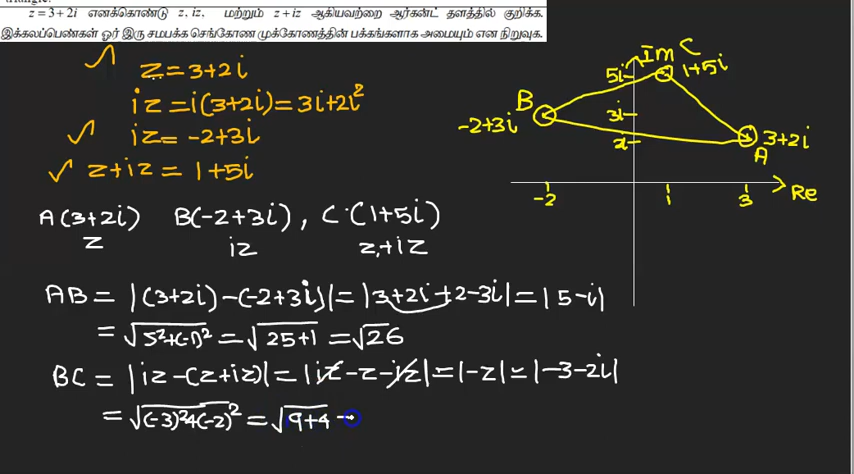 triangle.
z = 3 + 2i எனக்கொண்டு z, iz, மற்றும் z + iz ஆகியவற்றை ஆர்கன்ட் தளத்தில் குறிக்க.
இக்கலப்பெண்கள் ஓர் இரு சமபக்க செங்கோண முக்கோணத்தின் பக்கங்களாக அமையும் என நிறுவுக.
z = 3+2i
iz = i(3+2i) = 3i+2i²
iz = -2+3i
z+iz = 1+5i
Im C
5i 1+5i
B
-2+3i 3i
2i 3+2i
A
-2 1 3 Re
A(3+2i) B(-2+3i), C(1+5i)
z iz z+iz
AB = |(3+2i)-(-2+3i)| = |3+2i+2-3i| = |5-i|
= √5²+(-1)² = √25+1 = √26
BC = |iz-(z+iz)| = |iz-z-iz| = |-z| = |-3-2i|
= √(-3)²+(-2)² = √9+4 =